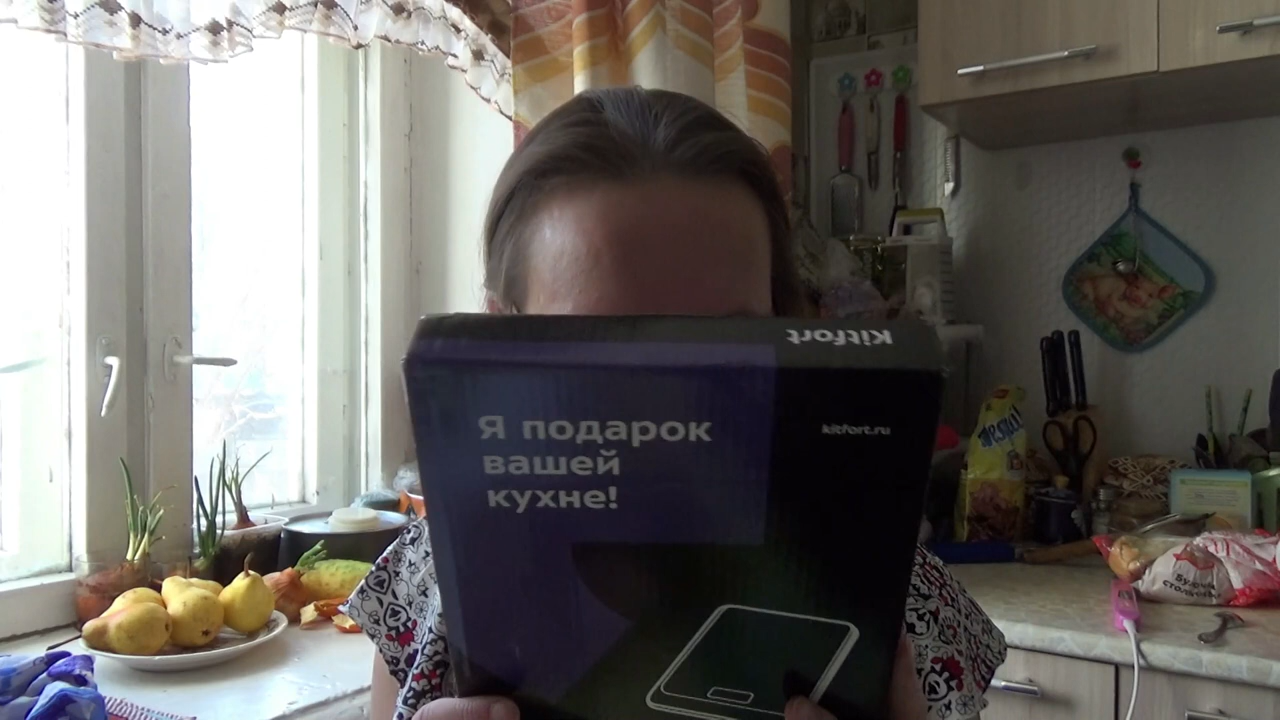 Kitfort
Я подарок
вашей
кухне!
kitfort.ru